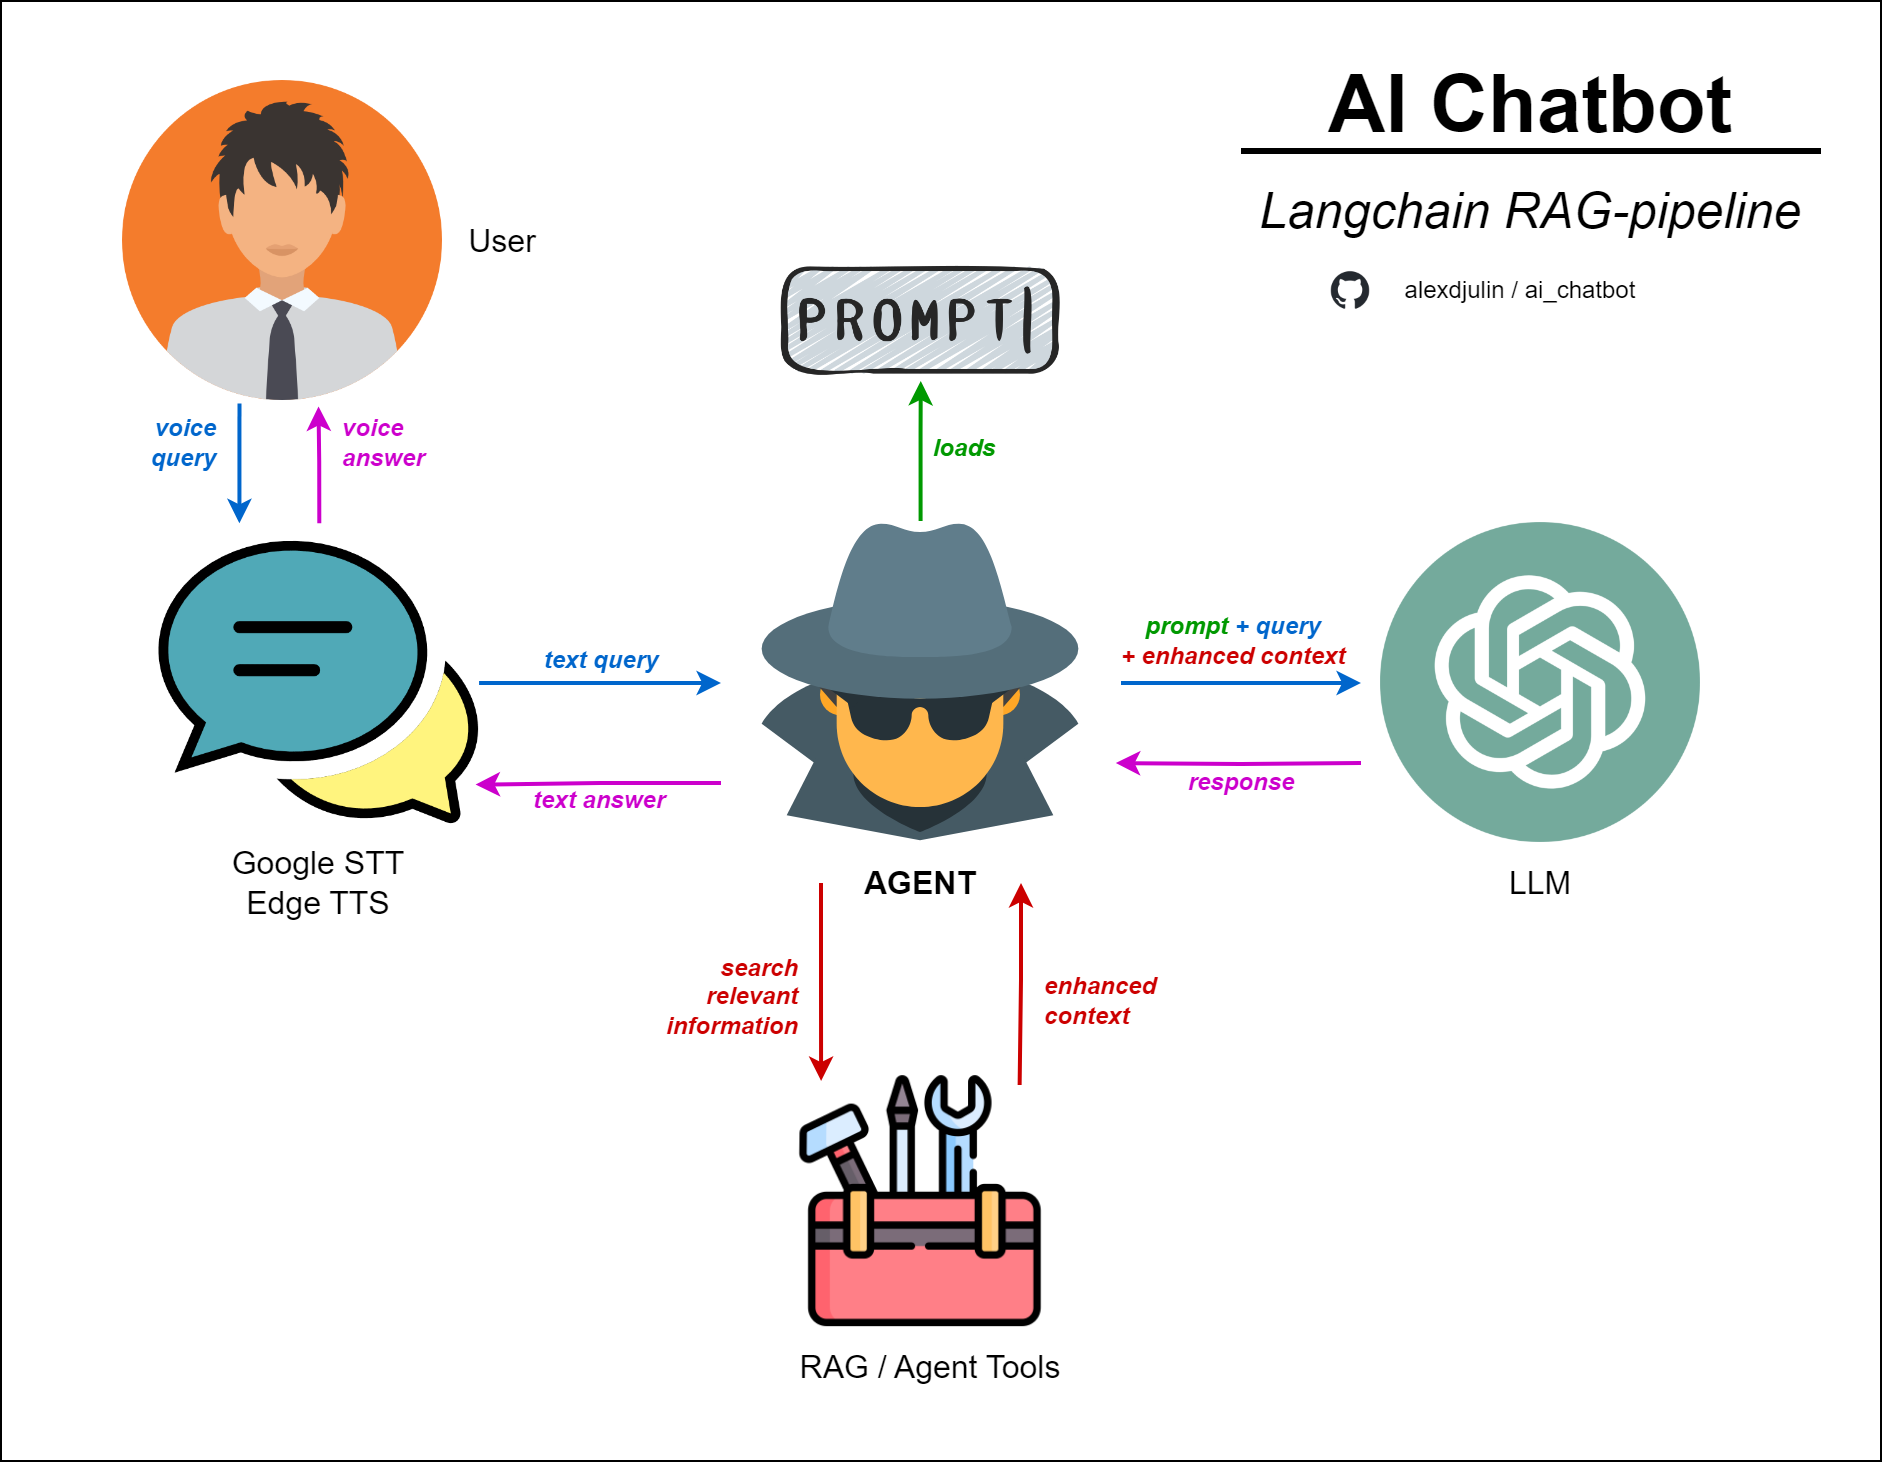 AI Chatbot
Langchain RAG-pipeline
alexdjulin / ai_chatbot
User
PROMPT
voice
query
voice
answer
loads
text query
prompt + query
+ enhanced context
text answer
response
Google STT
Edge TTS
AGENT
LLM
search
relevant
information
enhanced
context
RAG / Agent Tools